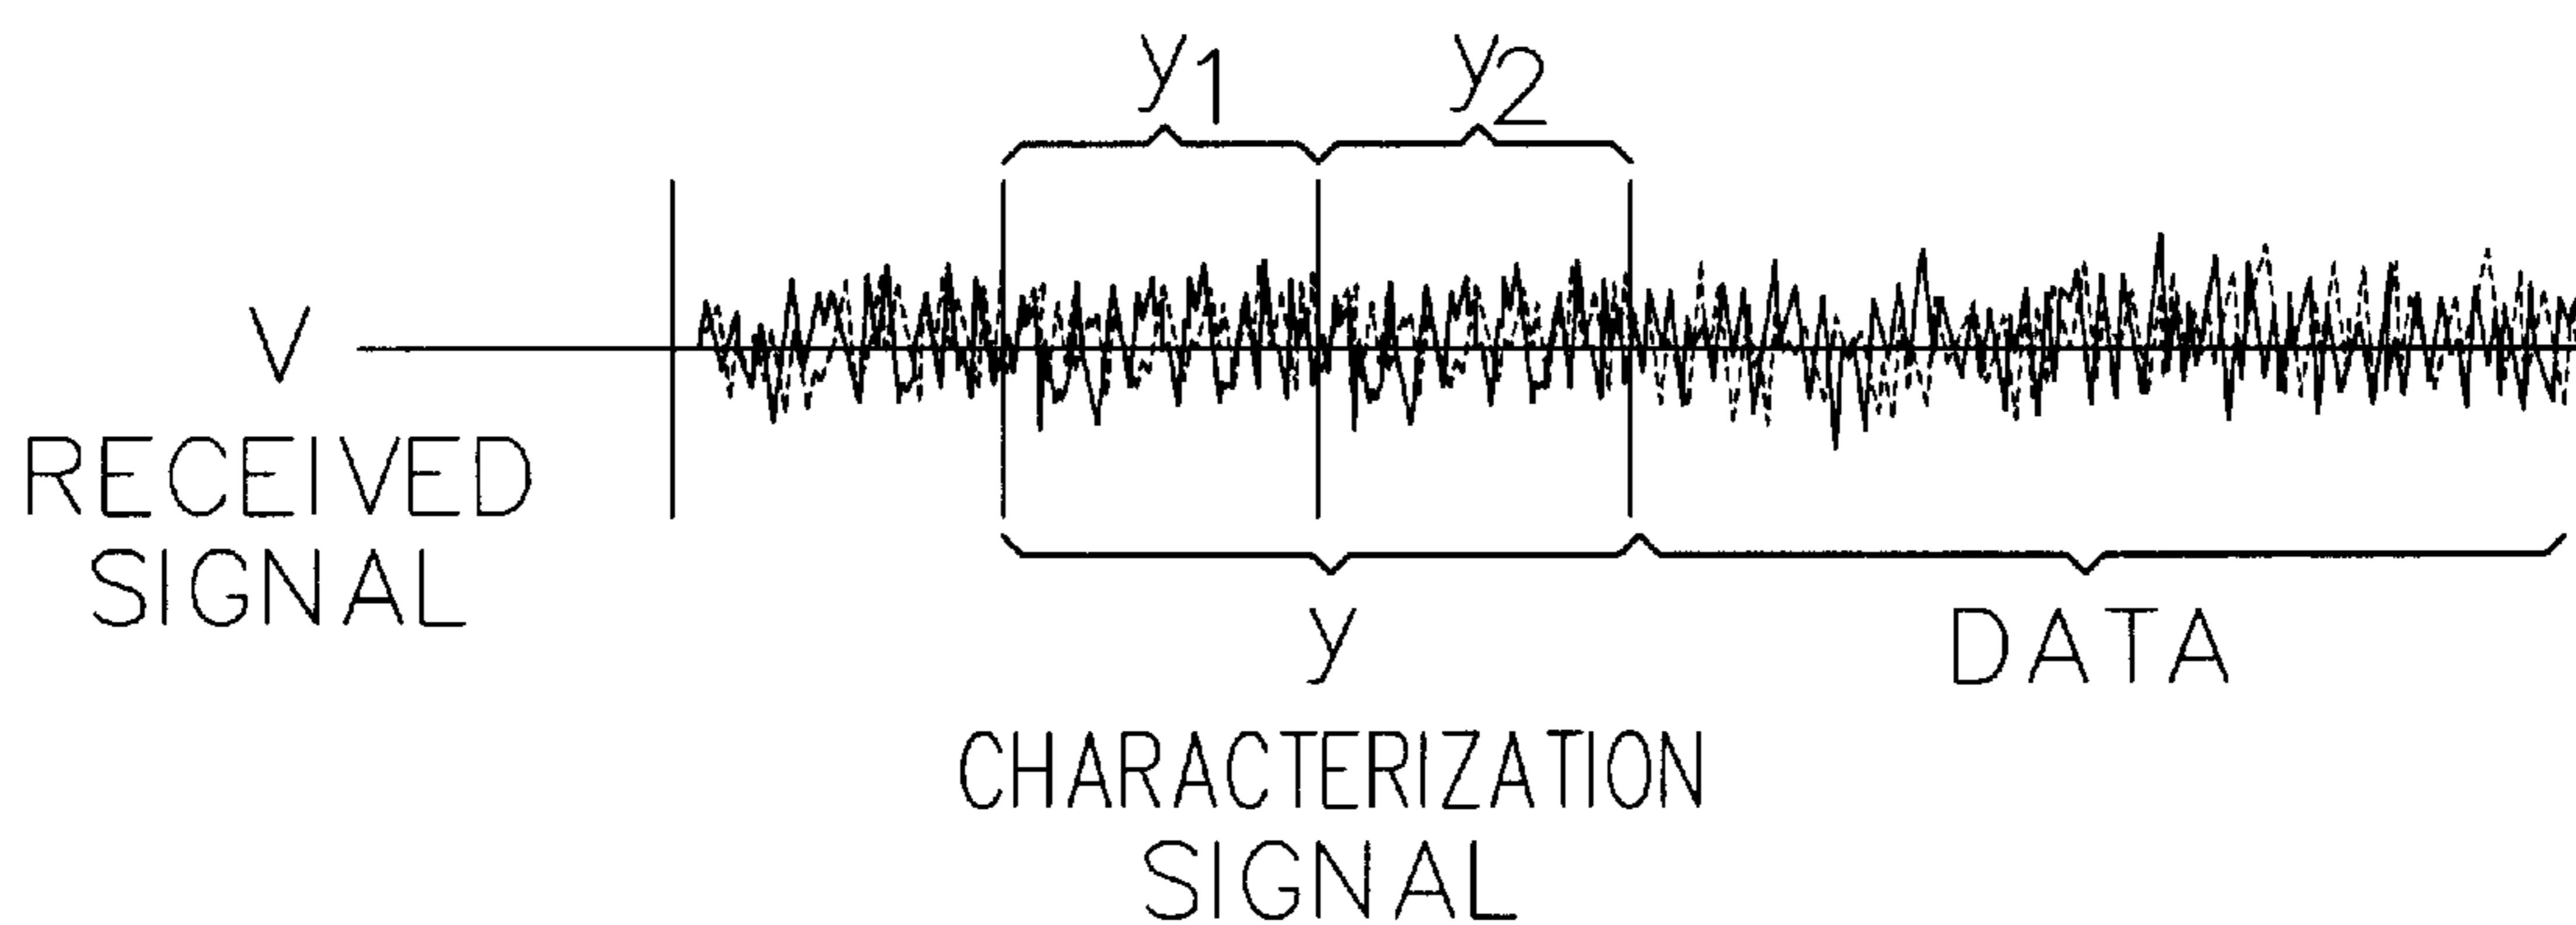 y1
y2
V
RECEIVED
SIGNAL
y
DATA
CHARACTERIZATION
SIGNAL